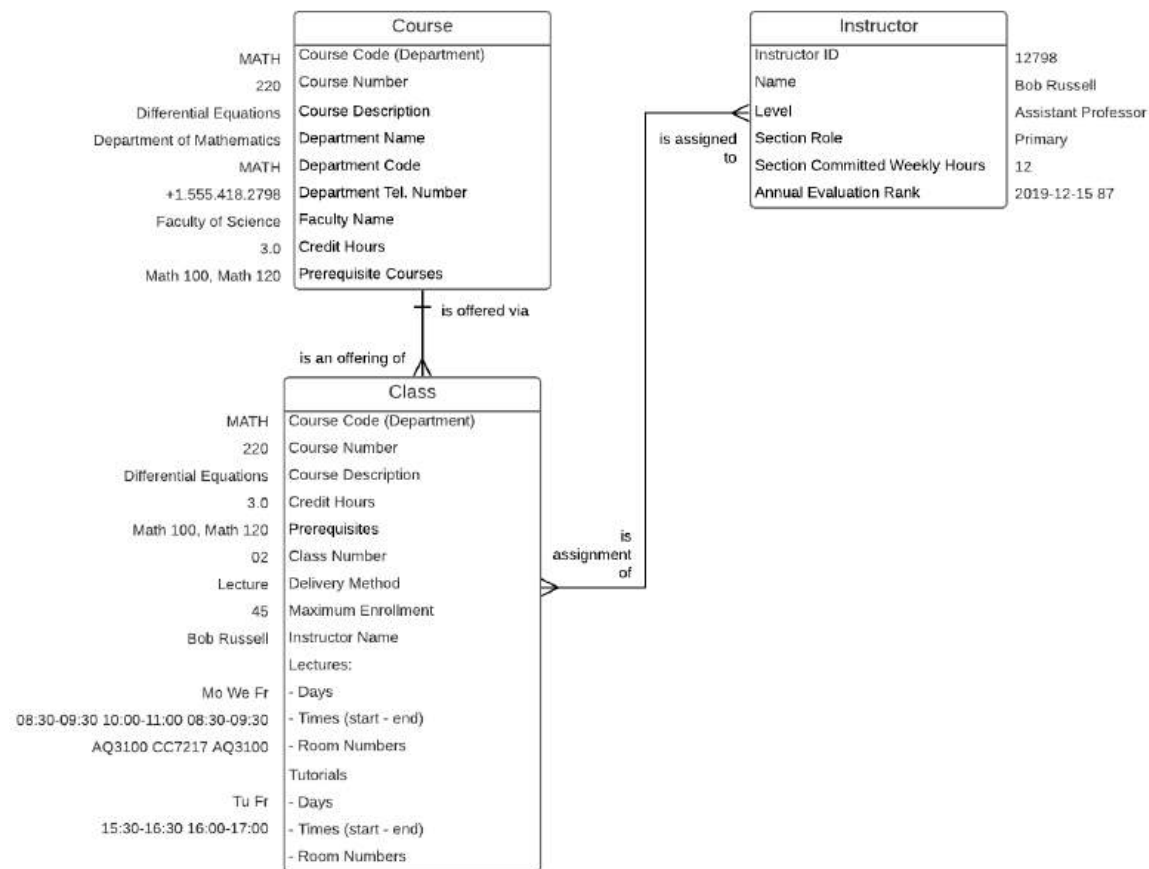 Course
MATH Course Code (Department)
220 Course Number
Differential Equations Course Description
Department of Mathematics Department Name
MATH Department Code
+1.555.418.2798 Department Tel. Number
Faculty of Science Faculty Name
3.0 Credit Hours
Math 100, Math 120 Prerequisite Courses
Instructor
Instructor ID 12798
Name Bob Russell
Level Assistant Professor
Section Role Primary
Section Committed Weekly Hours 12
Annual Evaluation Rank 2019-12-15 87
is assigned
to
is offered via
is an offering of
Class
MATH Course Code (Department)
220 Course Number
Differential Equations Course Description
3.0 Credit Hours
Math 100, Math 120 Prerequisites
02 Class Number
Lecture Delivery Method
45 Maximum Enrollment
Bob Russell Instructor Name
Lectures:
Mo We Fr - Days
08:30-09:30 10:00-11:00 08:30-09:30 - Times (start - end)
AQ3100 CC7217 AQ3100 - Room Numbers
Tutorials
Tu Fr - Days
15:30-16:30 16:00-17:00 - Times (start - end)
- Room Numbers
is
assignment
of